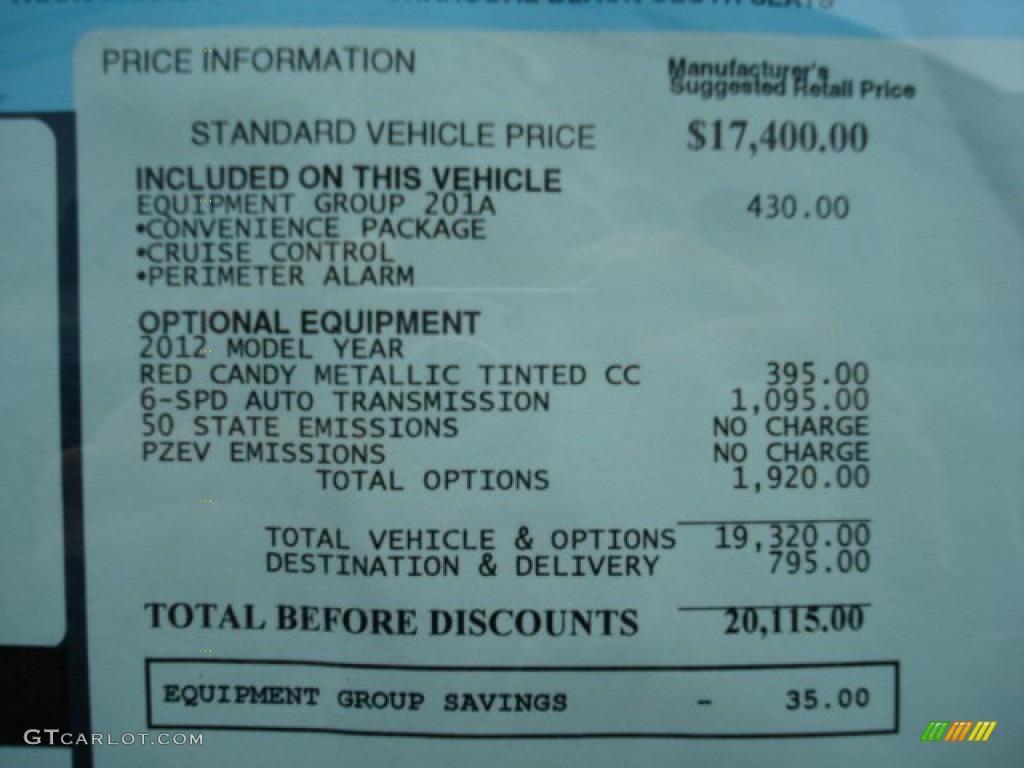 PRICE INFORMATION
Manufacturer's
Suggested Retail Price
STANDARD VEHICLE PRICE $17,400.00
INCLUDED ON THIS VEHICLE
EQUIPMENT GROUP 201A 430.00
•CONVENIENCE PACKAGE
•CRUISE CONTROL
•PERIMETER ALARM
OPTIONAL EQUIPMENT
2012 MODEL YEAR
RED CANDY METALLIC TINTED CC 395.00
6-SPD AUTO TRANSMISSION 1,095.00
50 STATE EMISSIONS NO CHARGE
PZEV EMISSIONS NO CHARGE
TOTAL OPTIONS 1,920.00
TOTAL VEHICLE & OPTIONS 19,320.00
DESTINATION & DELIVERY 795.00
TOTAL BEFORE DISCOUNTS 20,115.00
EQUIPMENT GROUP SAVINGS - 35.00
GTCARLOT.COM